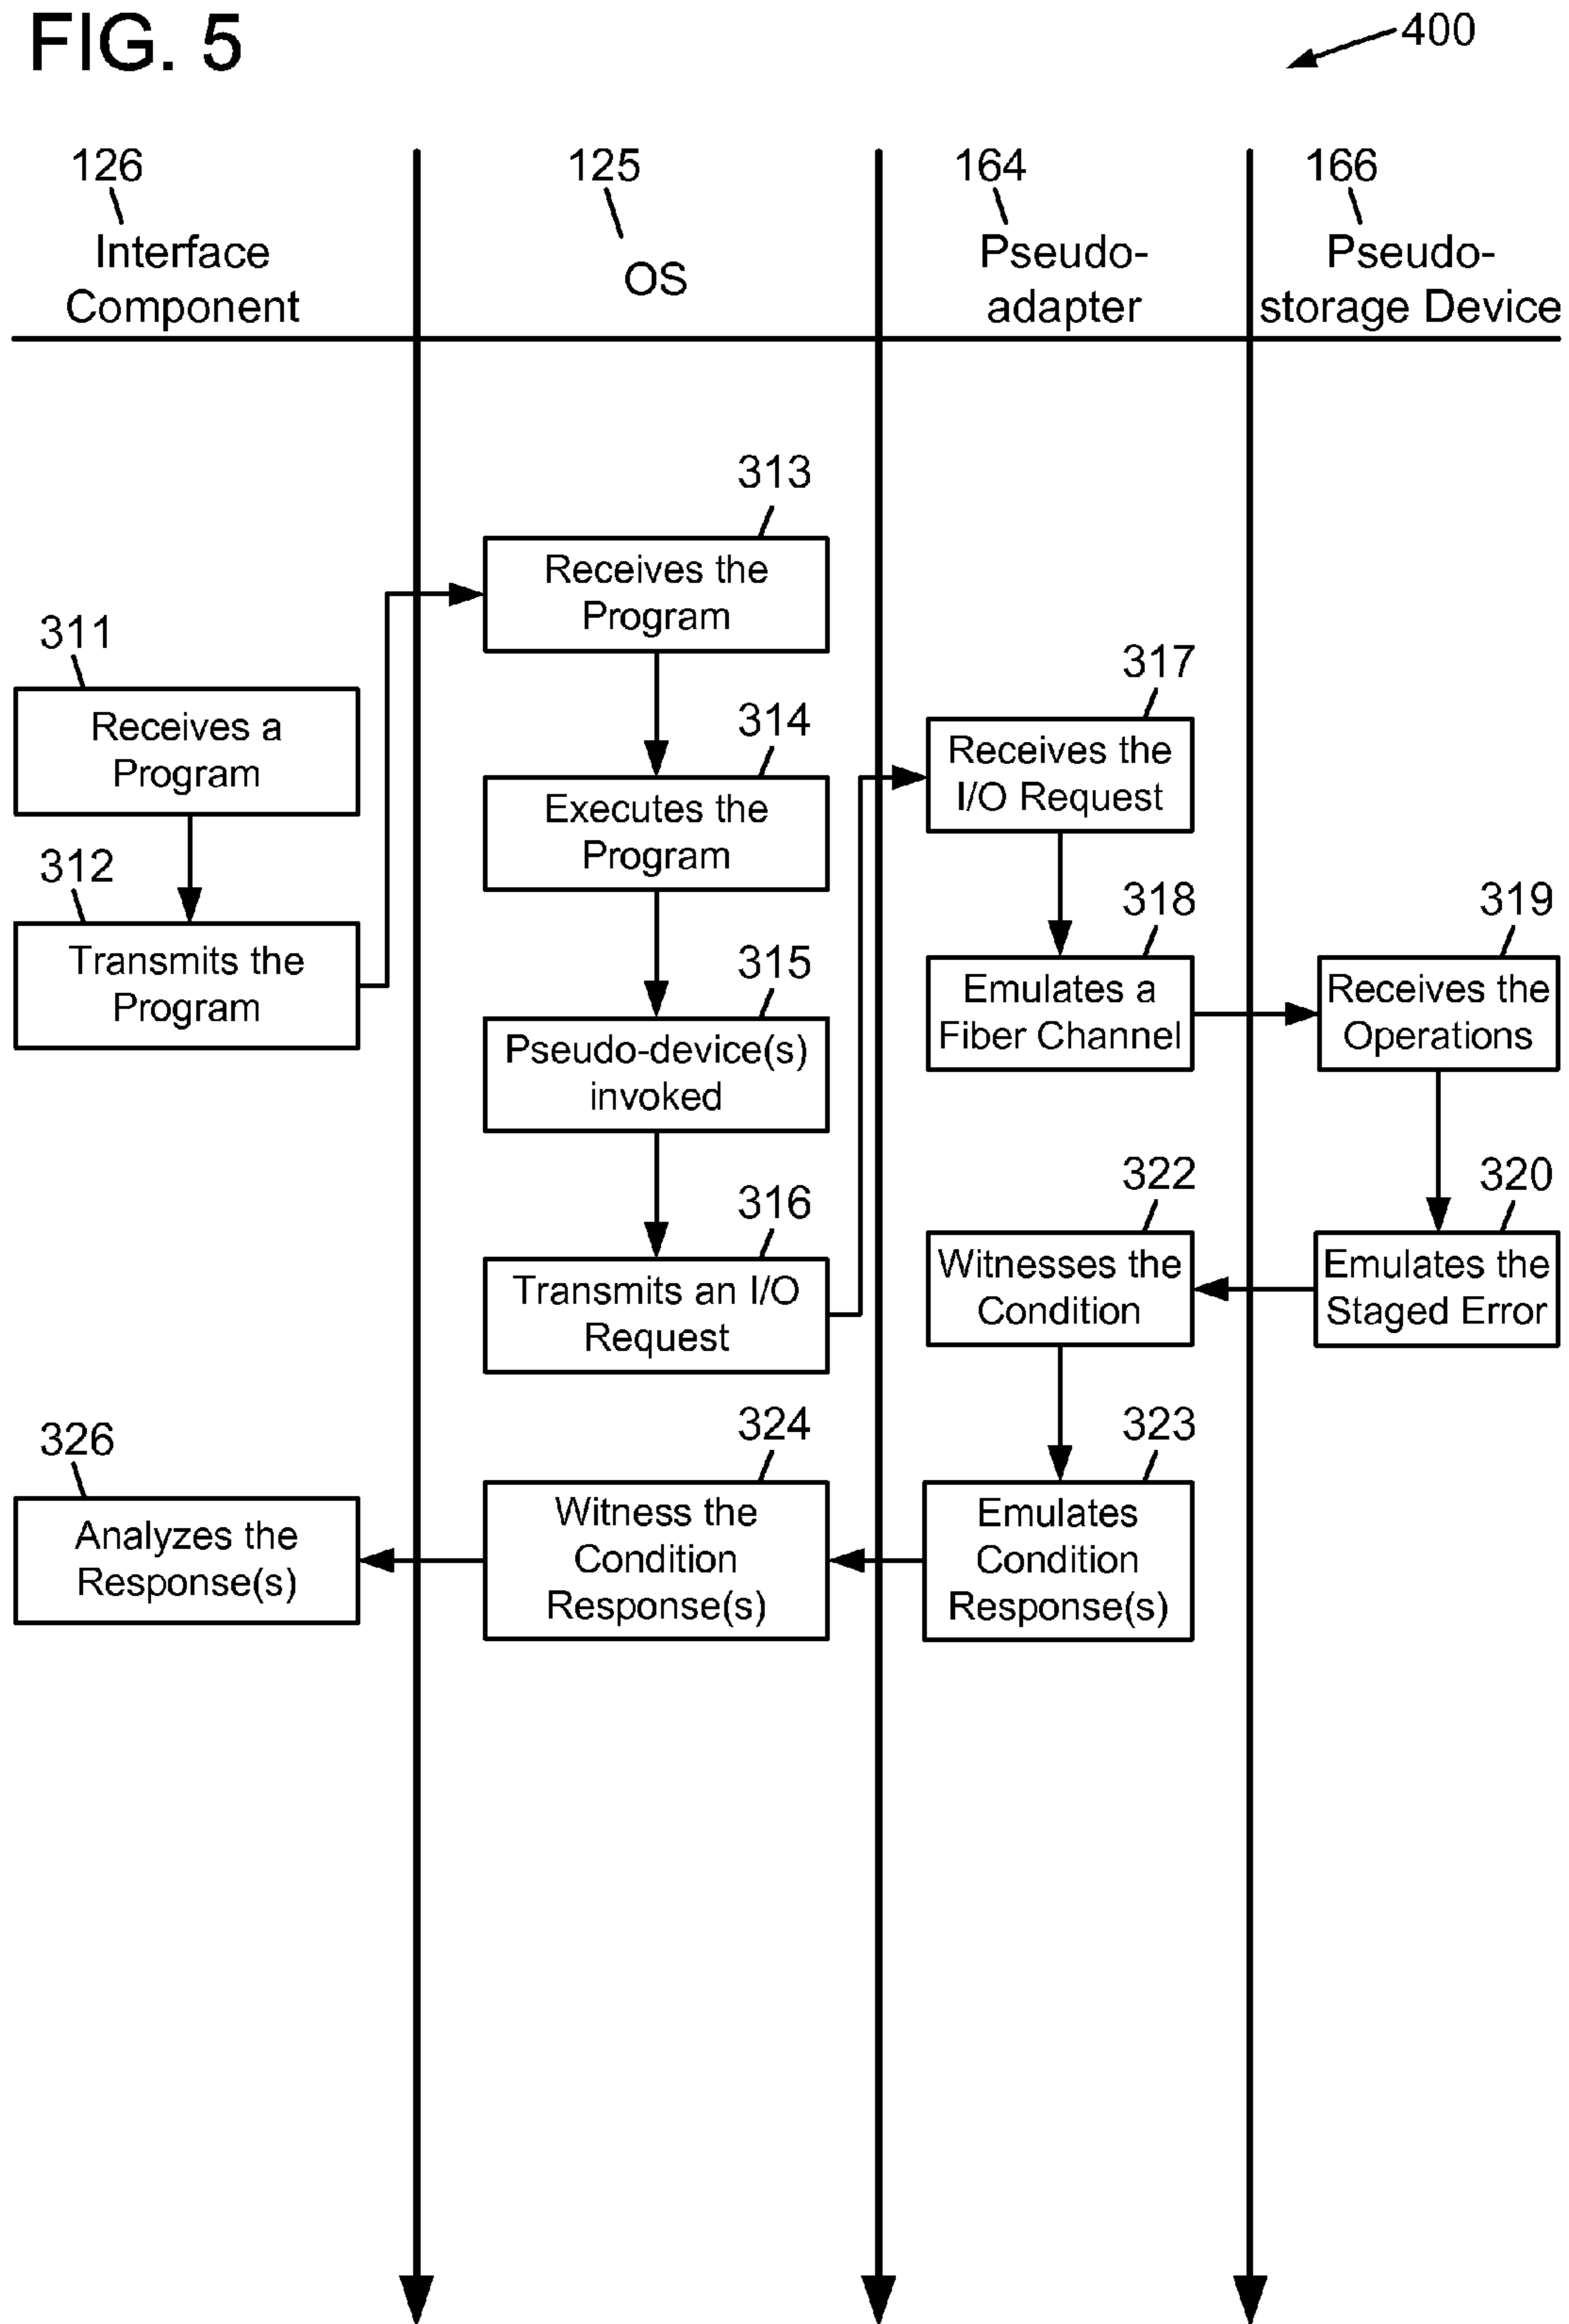 FIG. 5
400
126
Interface
Component
125
OS
164
Pseudo-
adapter
166
Pseudo-
storage Device
311
Receives a
Program
312
Transmits the
Program
313
Receives the
Program
314
Executes the
Program
315
Pseudo-device(s)
invoked
316
Transmits an I/O
Request
317
Receives the
I/O Request
318
Emulates a
Fiber Channel
319
Receives the
Operations
320
Emulates the
Staged Error
322
Witnesses the
Condition
323
Emulates
Condition
Response(s)
324
Witness the
Condition
Response(s)
326
Analyzes the
Response(s)